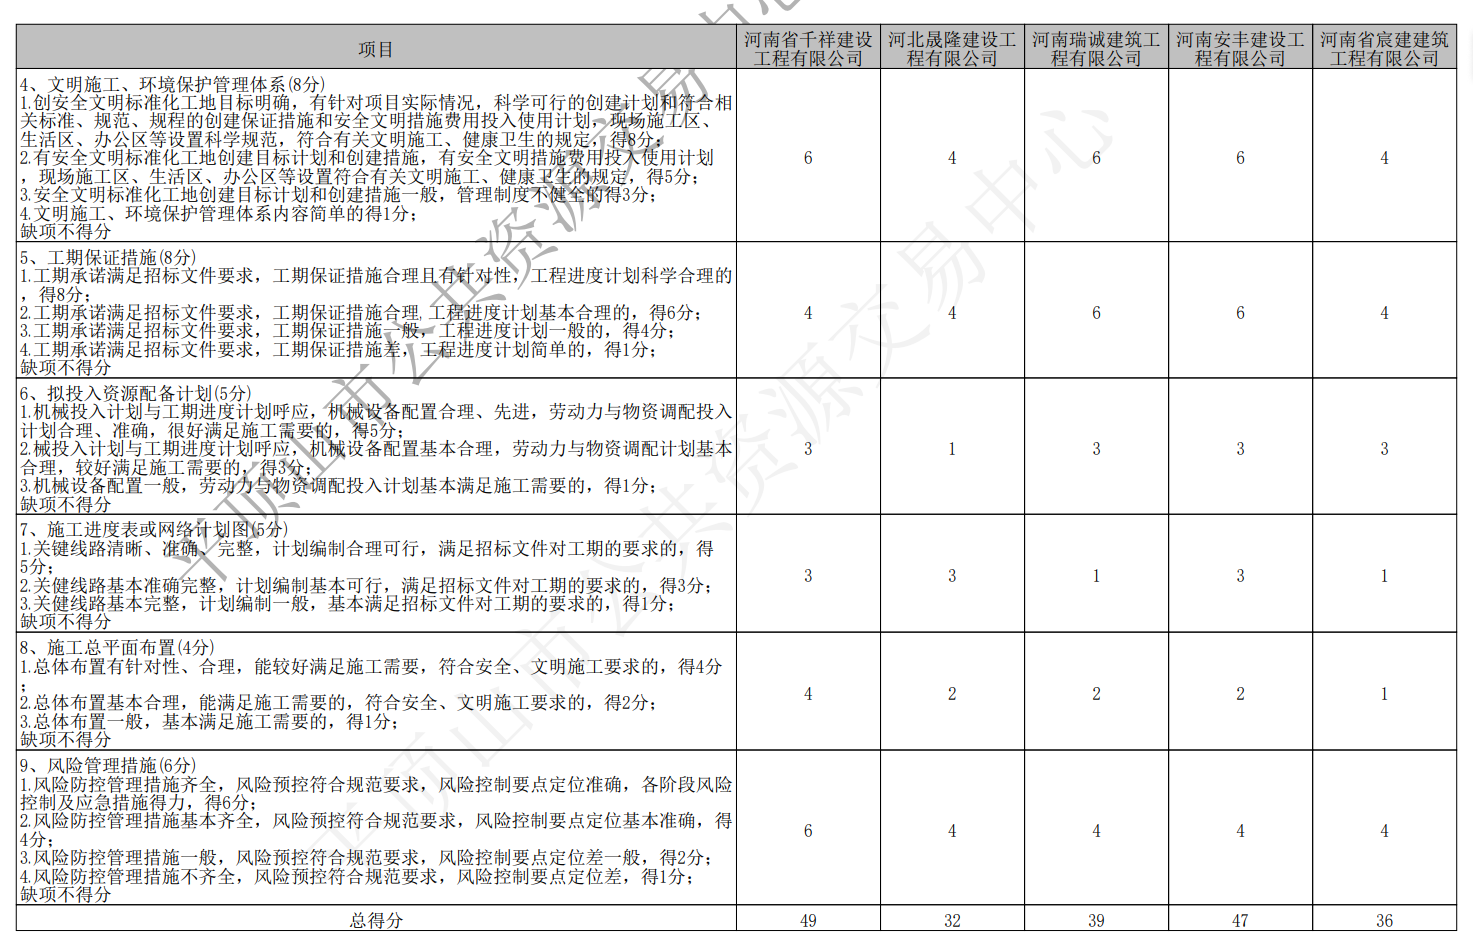 项目
河南省千祥建设
工程有限公司
河北晟隆建设工
程有限公司
河南瑞诚建筑工
程有限公司
河南安丰建设工
程有限公司
河南省宸建建筑
工程有限公司
4、文明施工、环境保护管理体系(8分)
1.创安全文明标准化工地目标明确，有针对项目实际情况，科学可行的创建计划和符合相
关标准、规范、规程的创建保证措施和安全文明措施费用投入使用计划，现场施工区、
生活区、办公区等设置科学规范，符合有关文明施工、健康卫生的规定，得8分；
2.有安全文明标准化工地创建目标计划和创建措施，有安全文明措施费用投入使用计划
，现场施工区、生活区、办公区等设置符合有关文明施工、健康卫生的规定，得5分；
3.安全文明标准化工地创建目标计划和创建措施一般，管理制度不健全的得3分；
4.文明施工、环境保护管理体系内容简单的得1分；
缺项不得分
6
4
6
6
4
5、工期保证措施(8分)
1.工期承诺满足招标文件要求，工期保证措施合理且有针对性，工程进度计划科学合理的
，得8分；
2.工期承诺满足招标文件要求，工期保证措施合理,工程进度计划基本合理的，得6分；
3.工期承诺满足招标文件要求，工期保证措施一般，工程进度计划一般的，得4分；
4.工期承诺满足招标文件要求，工期保证措施差，工程进度计划简单的，得1分；
缺项不得分
4
4
6
6
4
6、拟投入资源配备计划(5分)
1.机械投入计划与工期进度计划呼应，机械设备配置合理、先进，劳动力与物资调配投入
计划合理、准确，很好满足施工需要的，得5分；
2.械投入计划与工期进度计划呼应，机械设备配置基本合理，劳动力与物资调配计划基本
合理，较好满足施工需要的，得3分；
3.机械设备配置一般，劳动力与物资调配投入计划基本满足施工需要的，得1分；
缺项不得分
3
1
3
3
3
7、施工进度表或网络计划图(5分)
1.关键线路清晰、准确、完整，计划编制合理可行，满足招标文件对工期的要求的，得
5分；
2.关健线路基本准确完整，计划编制基本可行，满足招标文件对工期的要求的，得3分；
3.关健线路基本完整，计划编制一般，基本满足招标文件对工期的要求的，得1分；
缺项不得分
3
3
1
3
1
8、施工总平面布置(4分)
1.总体布置有针对性、合理，能较好满足施工需要，符合安全、文明施工要求的，得4分
；
2.总体布置基本合理，能满足施工需要的，符合安全、文明施工要求的，得2分；
3.总体布置一般，基本满足施工需要的，得1分；
缺项不得分
4
2
2
2
1
9、风险管理措施(6分)
1.风险防控管理措施齐全，风险预控符合规范要求，风险控制要点定位准确，各阶段风险
控制及应急措施得力，得6分；
2.风险防控管理措施基本齐全，风险预控符合规范要求，风险控制要点定位基本准确，得
4分；
3.风险防控管理措施一般，风险预控符合规范要求，风险控制要点定位差一般，得2分；
4.风险防控管理措施不齐全，风险预控符合规范要求，风险控制要点定位差，得1分；
缺项不得分
6
4
4
4
4
总得分
49
32
39
47
36
平顶山市公共资源交易中心
平顶山市公共资源交易中心